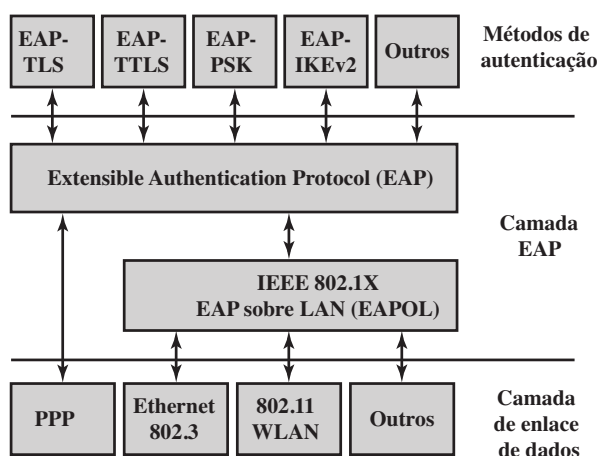 EAP-
TLS
EAP-
TTLS
EAP-
PSK
EAP-
IKEv2
Outros
Métodos de
autenticação
Extensible Authentication Protocol (EAP)
Camada
EAP
IEEE 802.1X
EAP sobre LAN (EAPOL)
PPP
Ethernet
802.3
802.11
WLAN
Outros
Camada
de enlace
de dados